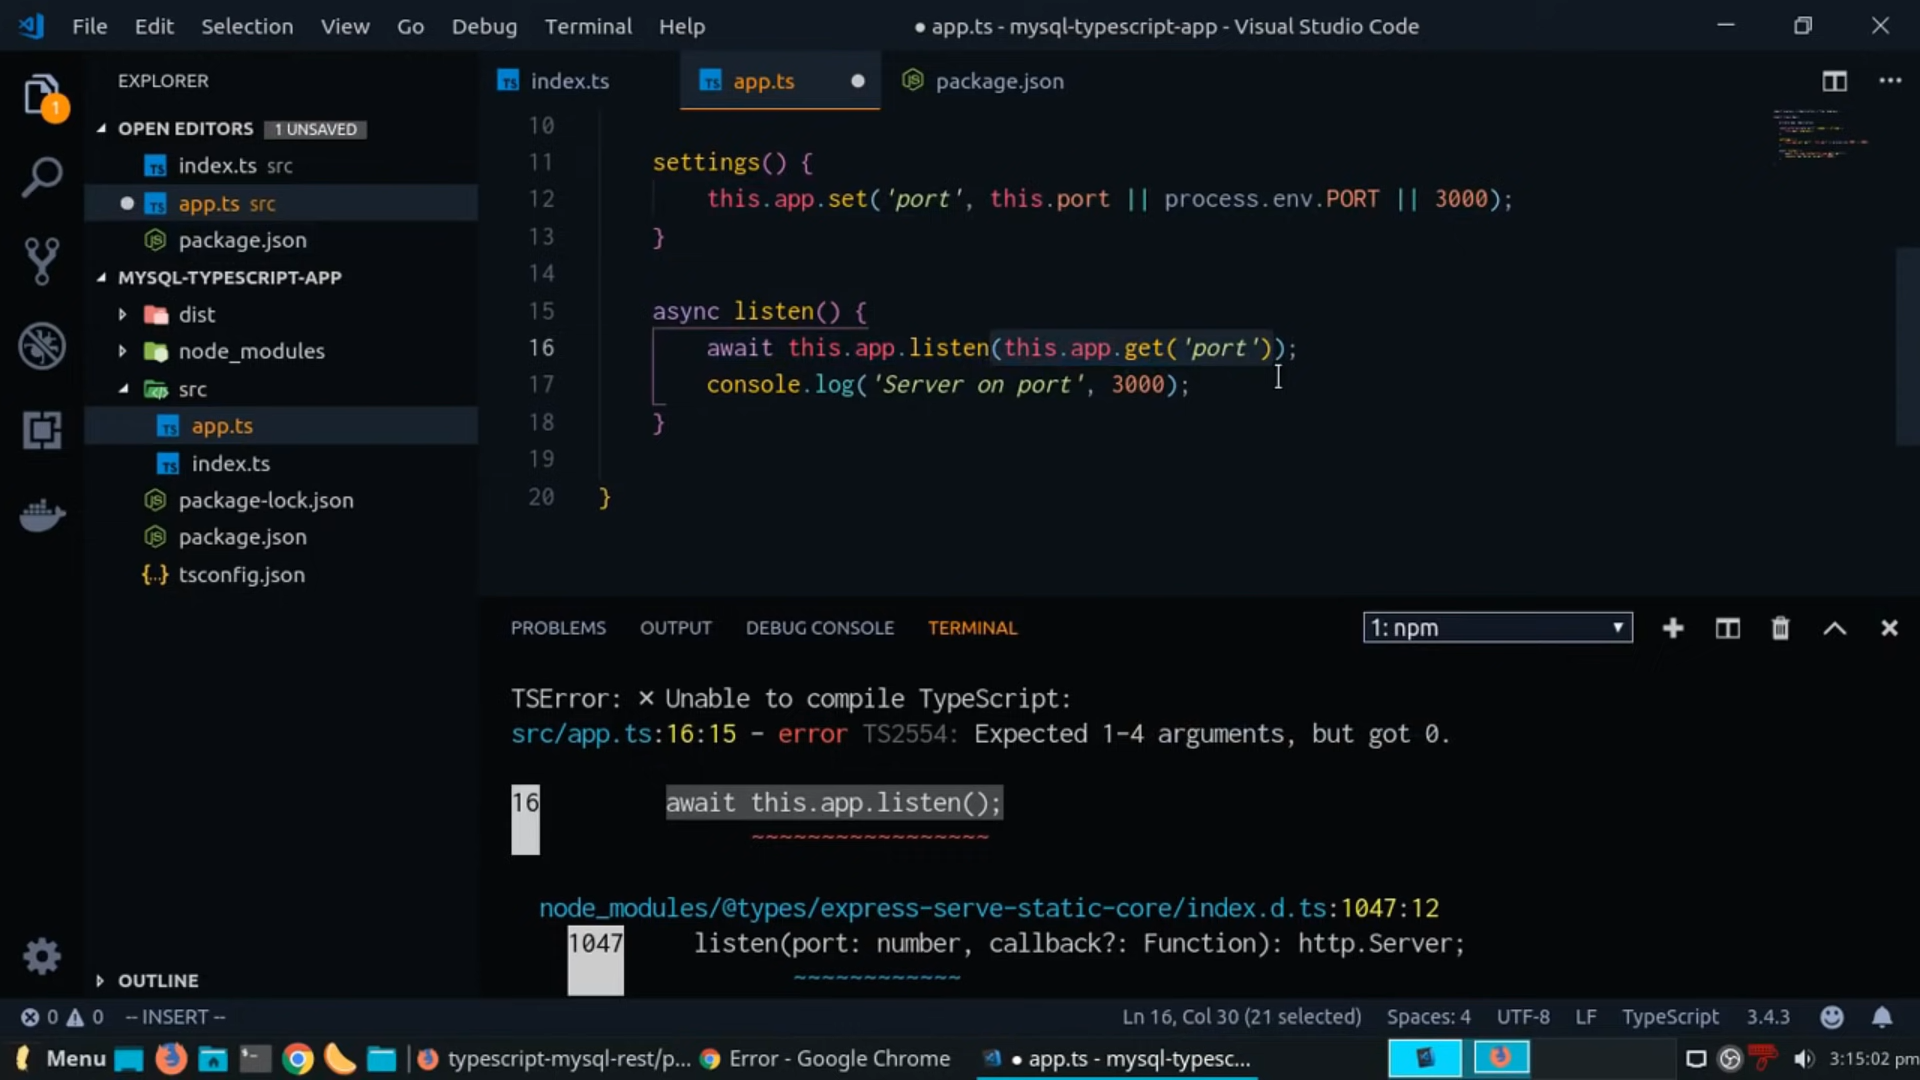 File Edit Selection View Go Debug Terminal Help
● app.ts - mysql-typescript-app - Visual Studio Code
EXPLORER
OPEN EDITORS 1 UNSAVED
index.ts src
app.ts src
package.json
MYSQL-TYPESCRIPT-APP
dist
node_modules
src
app.ts
index.ts
package-lock.json
package.json
tsconfig.json
OUTLINE
1
index.ts app.ts package.json
10
11 settings() {
12 this.app.set('port', this.port || process.env.PORT || 3000);
13 }
14
15 async listen() {
16 await this.app.listen(this.app.get('port'));
17 console.log('Server on port', 3000);
18 }
19
20 }
PROBLEMS OUTPUT DEBUG CONSOLE TERMINAL 1: npm
TSError: ⨯ Unable to compile TypeScript:
src/app.ts:16:15 - error TS2554: Expected 1-4 arguments, but got 0.
16 await this.app.listen();
~~~~~~~~~~~~~~~~~
node_modules/@types/express-serve-static-core/index.d.ts:1047:12
1047 listen(port: number, callback?: Function): http.Server;
~~~~~~~~~~~~
0 0 -- INSERT -- Ln 16, Col 30 (21 selected) Spaces: 4 UTF-8 LF TypeScript 3.4.3
Menu typescript-mysql-rest/p... Error - Google Chrome ● app.ts - mysql-typesc... 3:15:02 pm